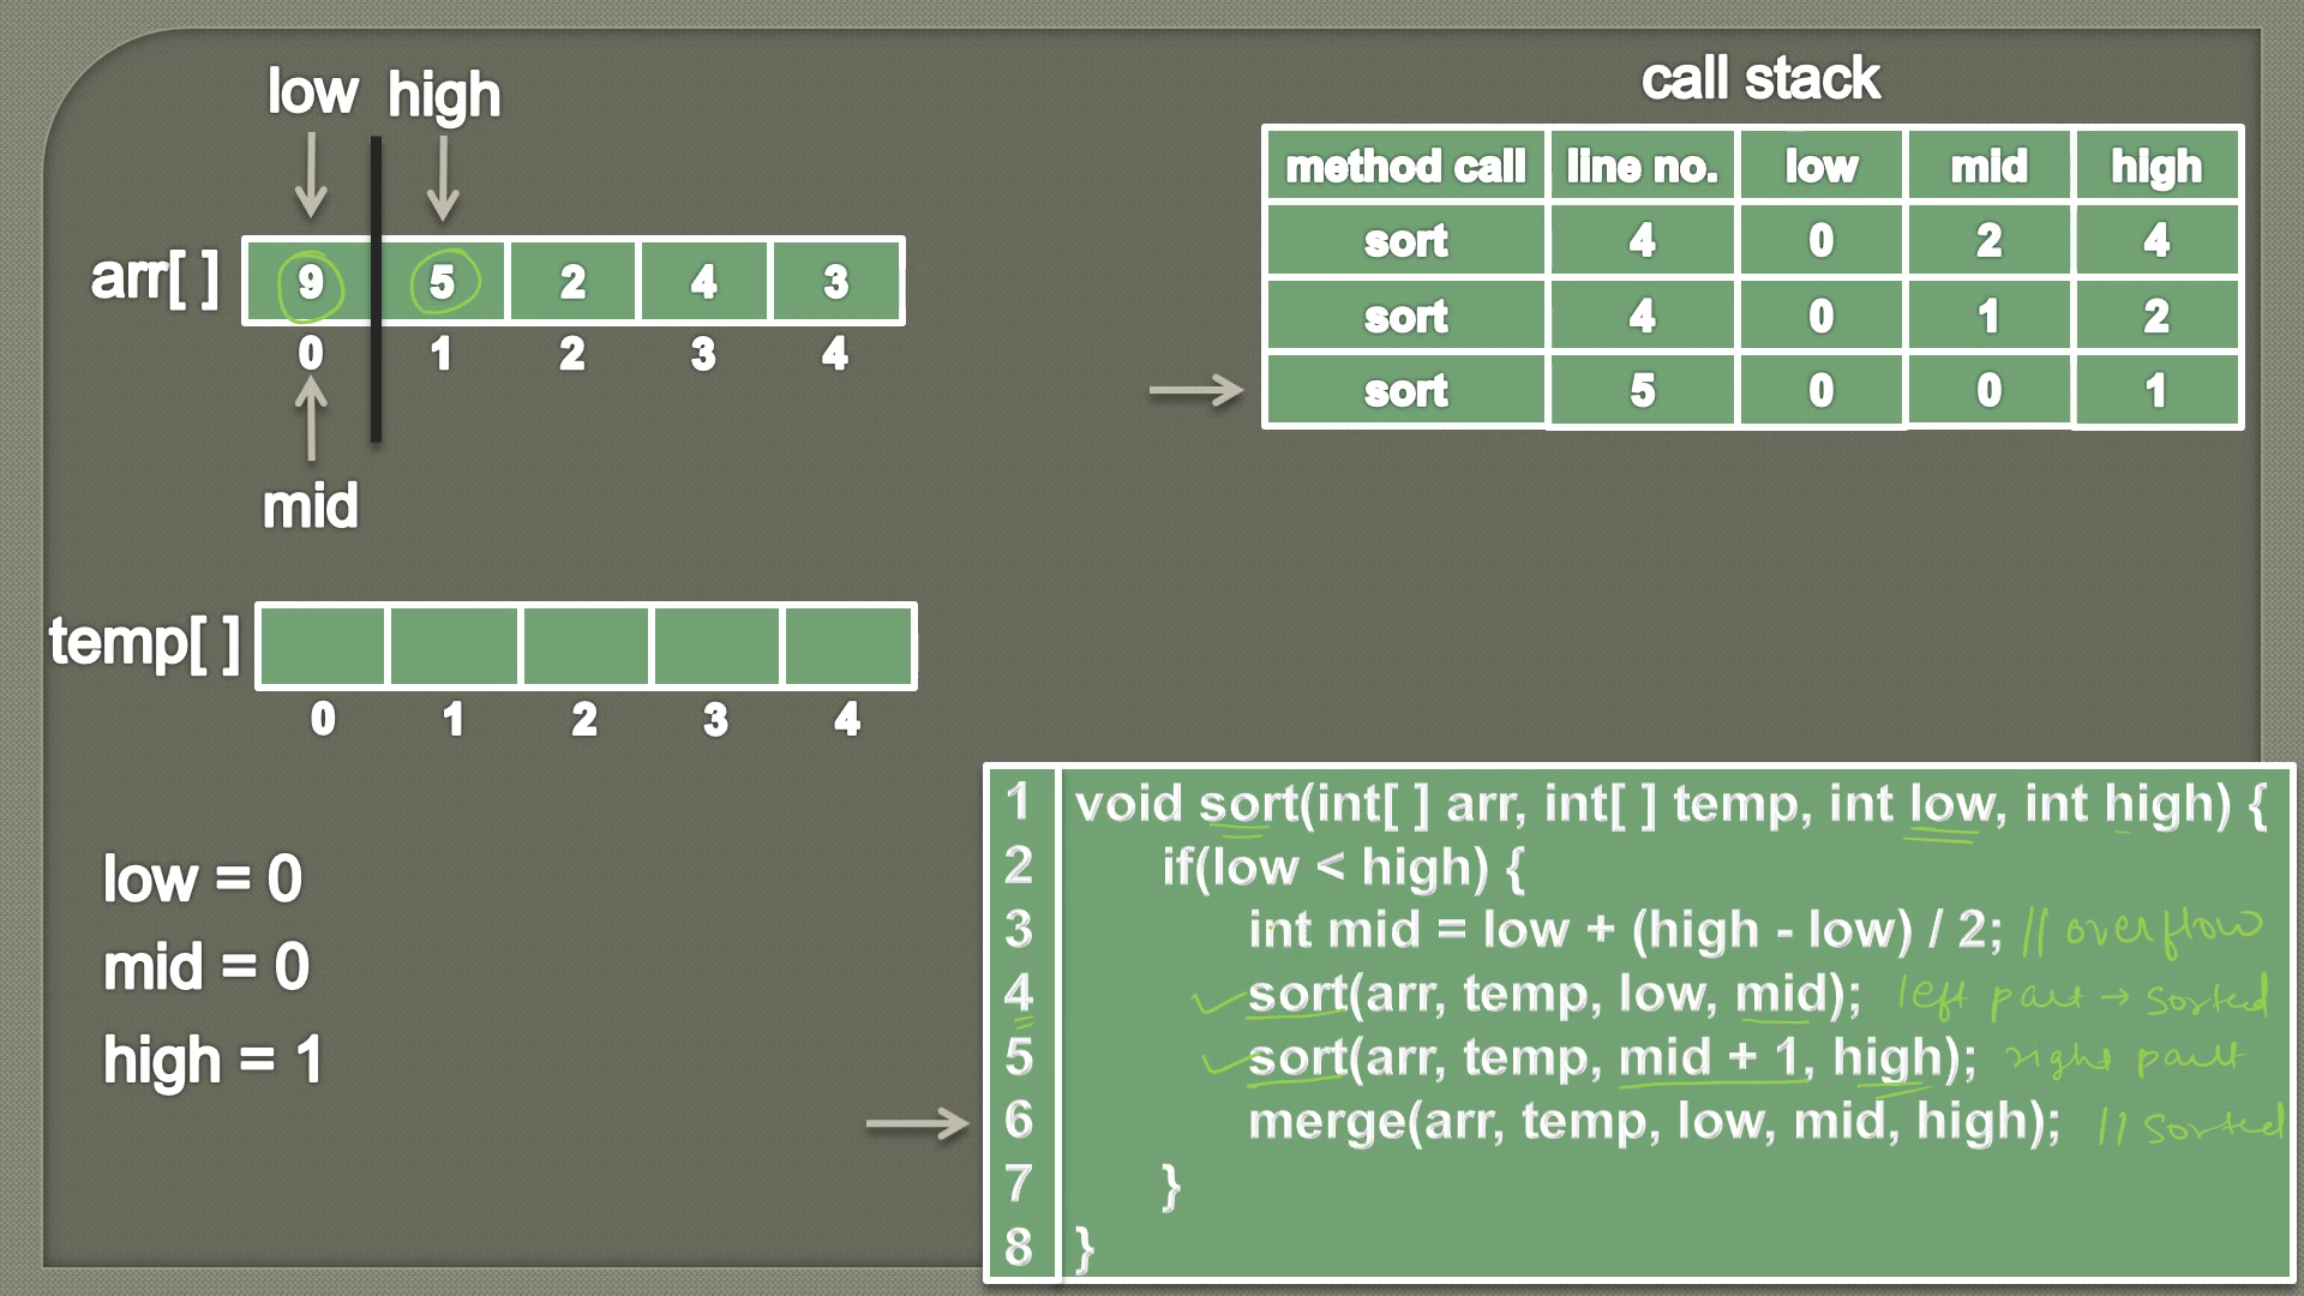 low high
arr[ ] 9 5 2 4 3
0 1 2 3 4
mid
temp[ ]
0 1 2 3 4
low = 0
mid = 0
high = 1
call stack
method call line no. low mid high
sort 4 0 2 4
sort 4 0 1 2
sort 5 0 0 1
1 void sort(int[ ] arr, int[ ] temp, int low, int high) {
2 if(low < high) {
3 int mid = low + (high - low) / 2; // overflow
4 sort(arr, temp, low, mid); left part → sorted
5 sort(arr, temp, mid + 1, high); right part
6 merge(arr, temp, low, mid, high); // sorted
7 }
8 }